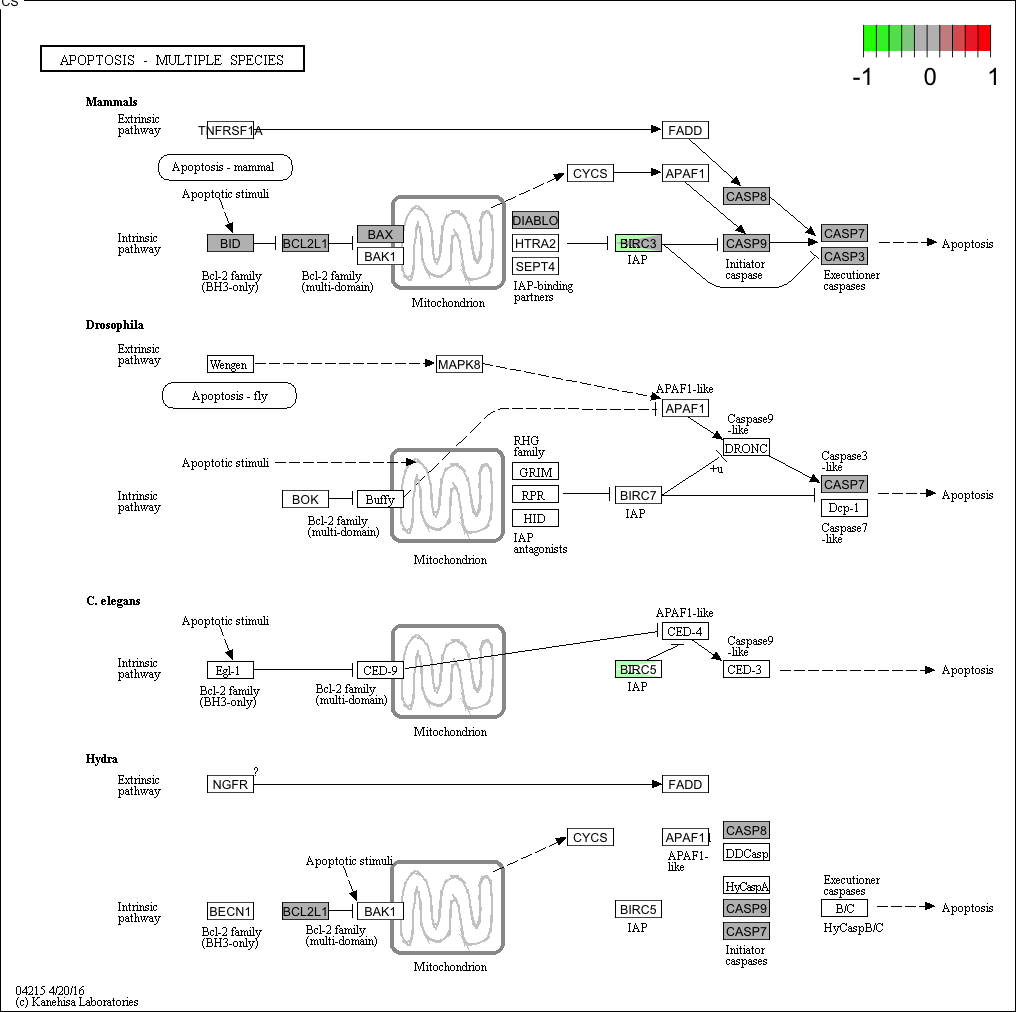 CS
-1 0 1
APOPTOSIS - MULTIPLE SPECIES
Mammals
Extrinsic
pathway
TNFRSF1A
FADD
Apoptosis - mammal
CYCS
APAF1
Apoptotic stimuli
CASP8
Intrinsic
pathway
BID
BCL2L1
BAX
BAK1
DIABLO
HTRA2
SEPT4
BIRC3
IAP
CASP9
Initiator
caspase
CASP7
CASP3
Executioner
caspases
Apoptosis
Bcl-2 family
(BH3-only)
Bcl-2 family
(multi-domain)
IAP-binding
partners
Mitochondrion
Drosophila
Extrinsic
pathway
Wengen
MAPK8
Apoptosis - fly
APAF1-like
APAF1
Caspase9
-like
DRONC
+u
RHG
family
GRIM
RPR
HID
IAP
antagonists
Apoptotic stimuli
Caspase3
-like
CASP7
Dcp-1
Caspase7
-like
Apoptosis
Intrinsic
pathway
BOK
Buffy
Bcl-2 family
(multi-domain)
BIRC7
IAP
Mitochondrion
C. elegans
Apoptotic stimuli
APAF1-like
CED-4
Caspase9
-like
Intrinsic
pathway
Egl-1
CED-9
BIRC5
IAP
CED-3
Apoptosis
Bcl-2 family
(BH3-only)
Bcl-2 family
(multi-domain)
Mitochondrion
Hydra
Extrinsic
pathway
NGFR
?
FADD
CYCS
APAF1
APAF1-
like
CASP8
DDCasp
Apoptotic stimuli
HyCaspA
Executioner
caspases
Intrinsic
pathway
BECN1
BCL2L1
BAK1
BIRC5
IAP
CASP9
CASP7
B/C
HyCaspB/C
Apoptosis
Bcl-2 family
(BH3-only)
Bcl-2 family
(multi-domain)
Initiator
caspases
Mitochondrion
04215 4/20/16
(c) Kanehisa Laboratories